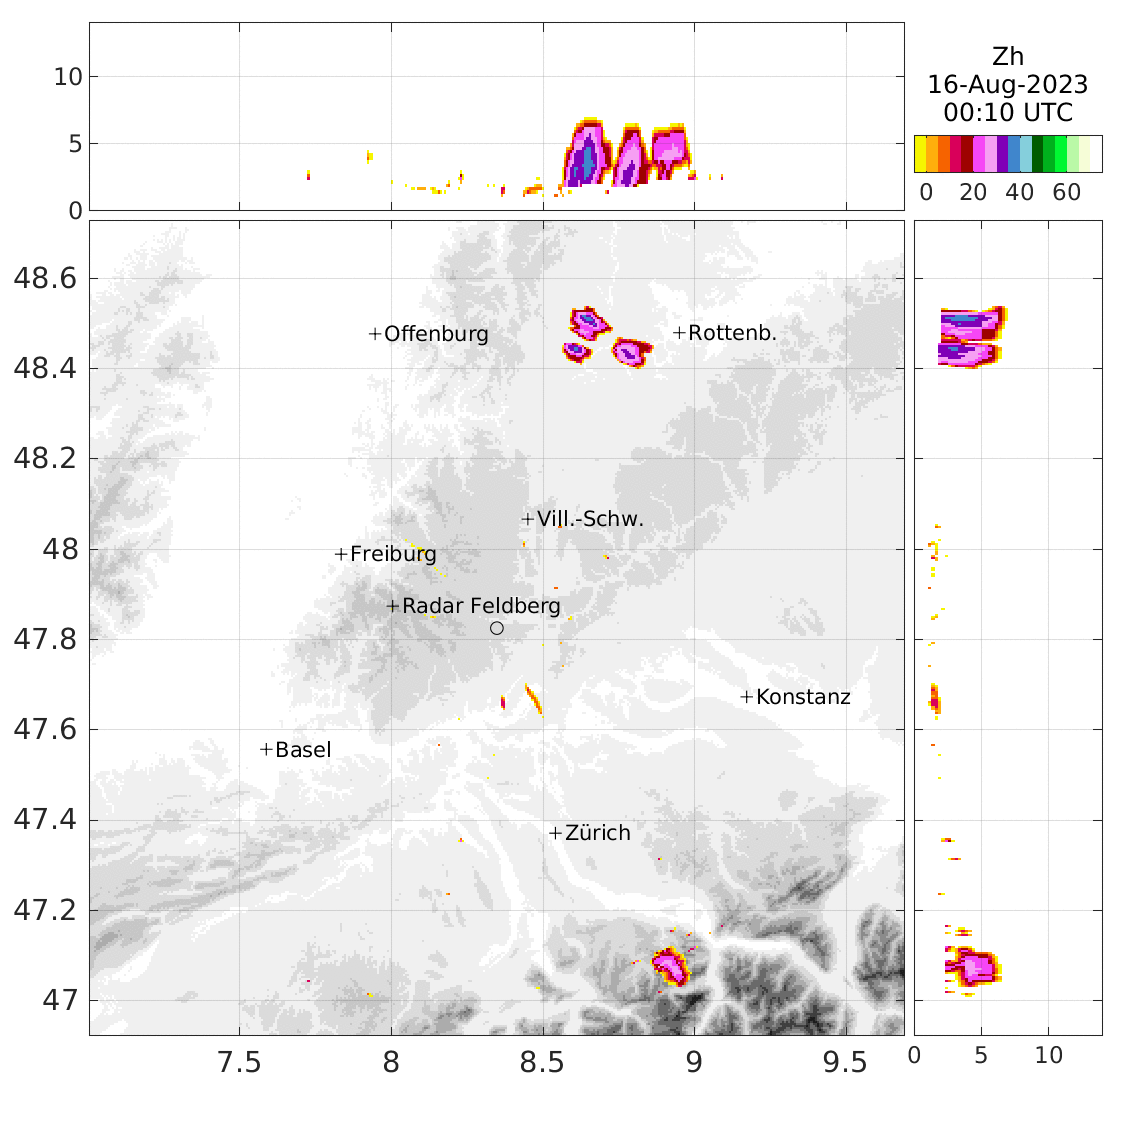 Zh
16-Aug-2023
00:10 UTC
0 20 40 60
10
5
0
48.6
48.4
48.2
48
47.8
47.6
47.4
47.2
47
+Offenburg
+Rottenb.
+Vill.-Schw.
+Freiburg
+Radar Feldberg
+Konstanz
+Basel
+Zürich
7.5 8 8.5 9 9.5
0 5 10